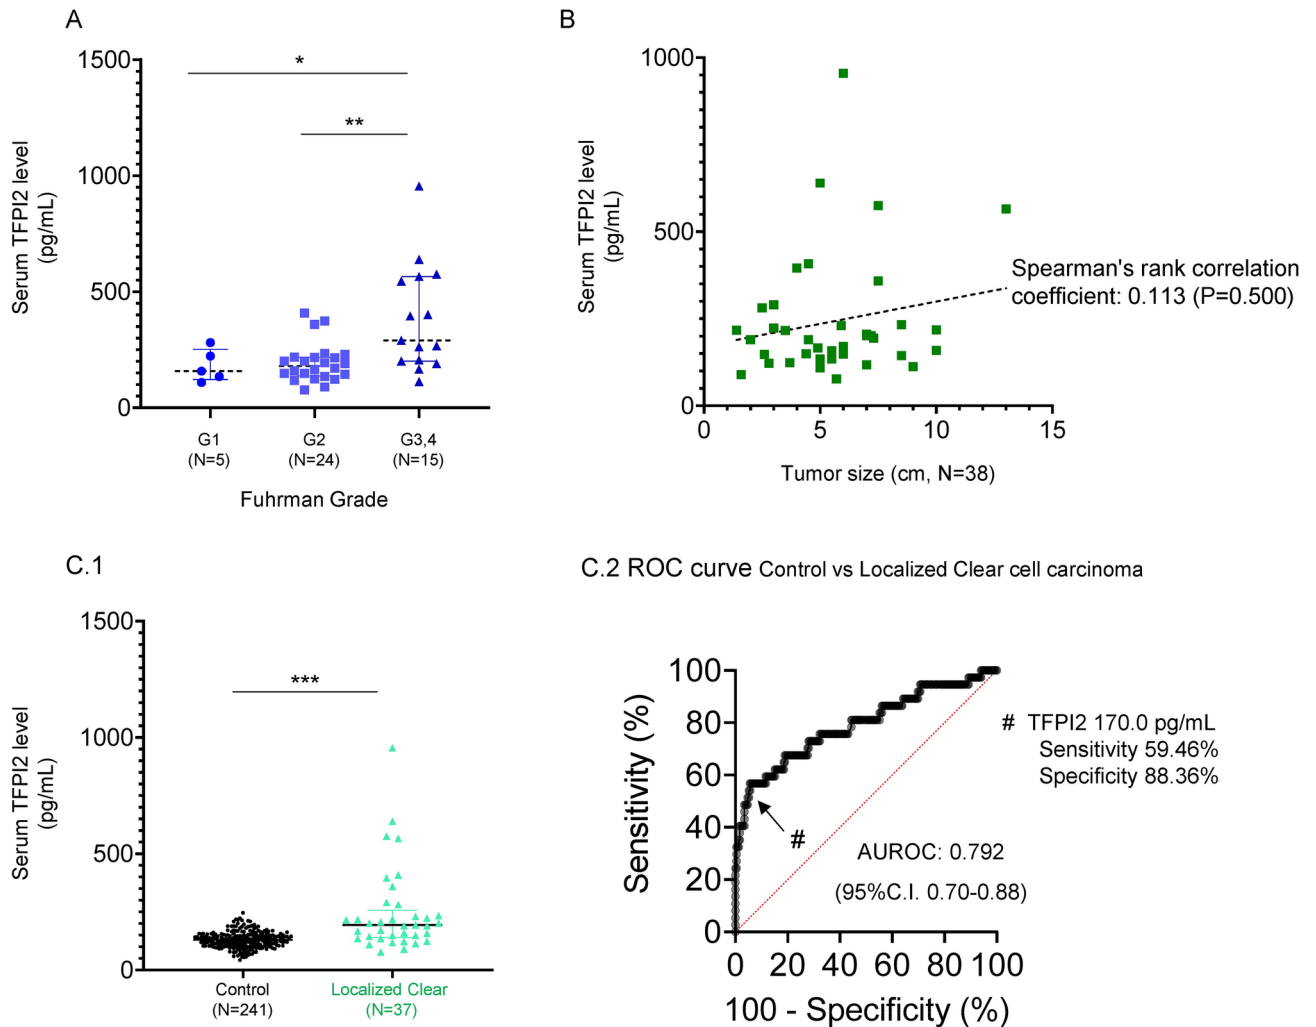 A
1500
1000
500
0
Serum TFPI2 level
(pg/mL)
*
**
G1
(N=5)
G2
(N=24)
G3,4
(N=15)
Fuhrman Grade
B
1000
500
0
Serum TFPI2 level
(pg/mL)
0
5
10
15
Spearman's rank correlation
coefficient: 0.113 (P=0.500)
Tumor size (cm, N=38)
C.1
1500
1000
500
0
Serum TFPI2 level
(pg/mL)
***
Control
(N=241)
Localized Clear
(N=37)
C.2 ROC curve Control vs Localized Clear cell carcinoma
100
80
60
40
20
0
Sensitivity (%)
0 20 40 60 80 100
100 - Specificity (%)
#
AUROC: 0.792
(95%C.I. 0.70-0.88)
# TFPI2 170.0 pg/mL
Sensitivity 59.46%
Specificity 88.36%